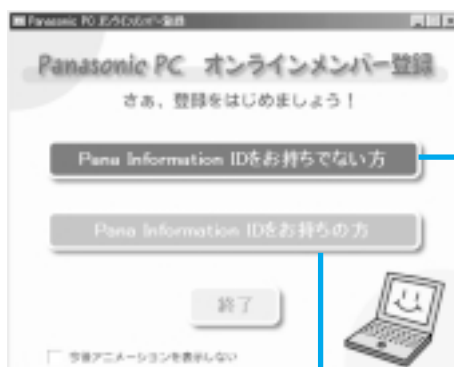 Panasonic PC オンラインメンバー登録
Panasonic PC オンラインメンバー登録
さぁ、登録をはじめましょう！
Pana Information IDをお持ちでない方
Pana Information IDをお持ちの方
終了
今後アニメーションを表示しない